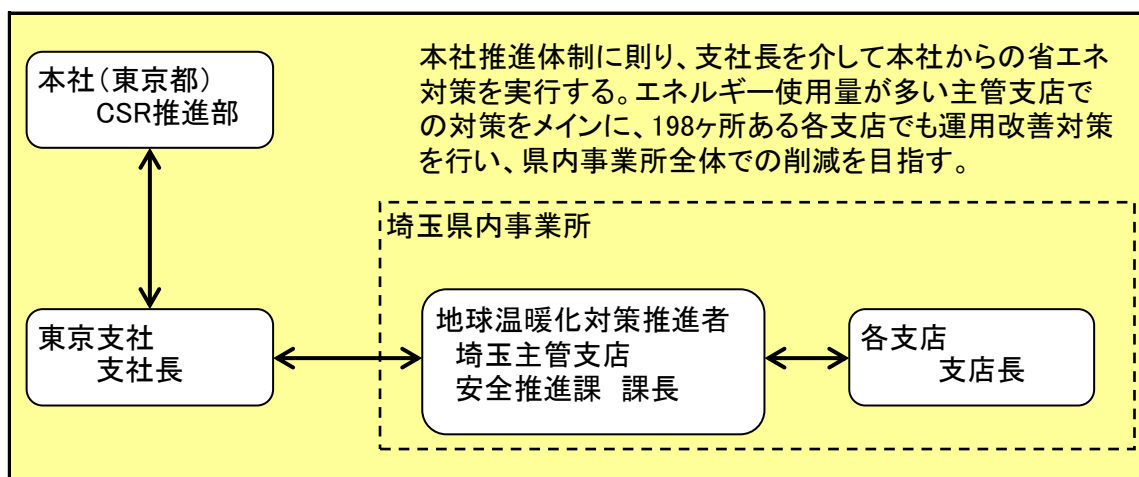 本社（東京都）
CSR推進部
本社推進体制に則り、支社長を介して本社からの省エネ
対策を実行する。エネルギー使用量が多い主管支店で
の対策をメインに、198ヶ所ある各支店でも運用改善対策
を行い、県内事業所全体での削減を目指す。
埼玉県内事業所
東京支社
支社長
地球温暖化対策推進者
埼玉主管支店
安全推進課　課長
各支店
支店長